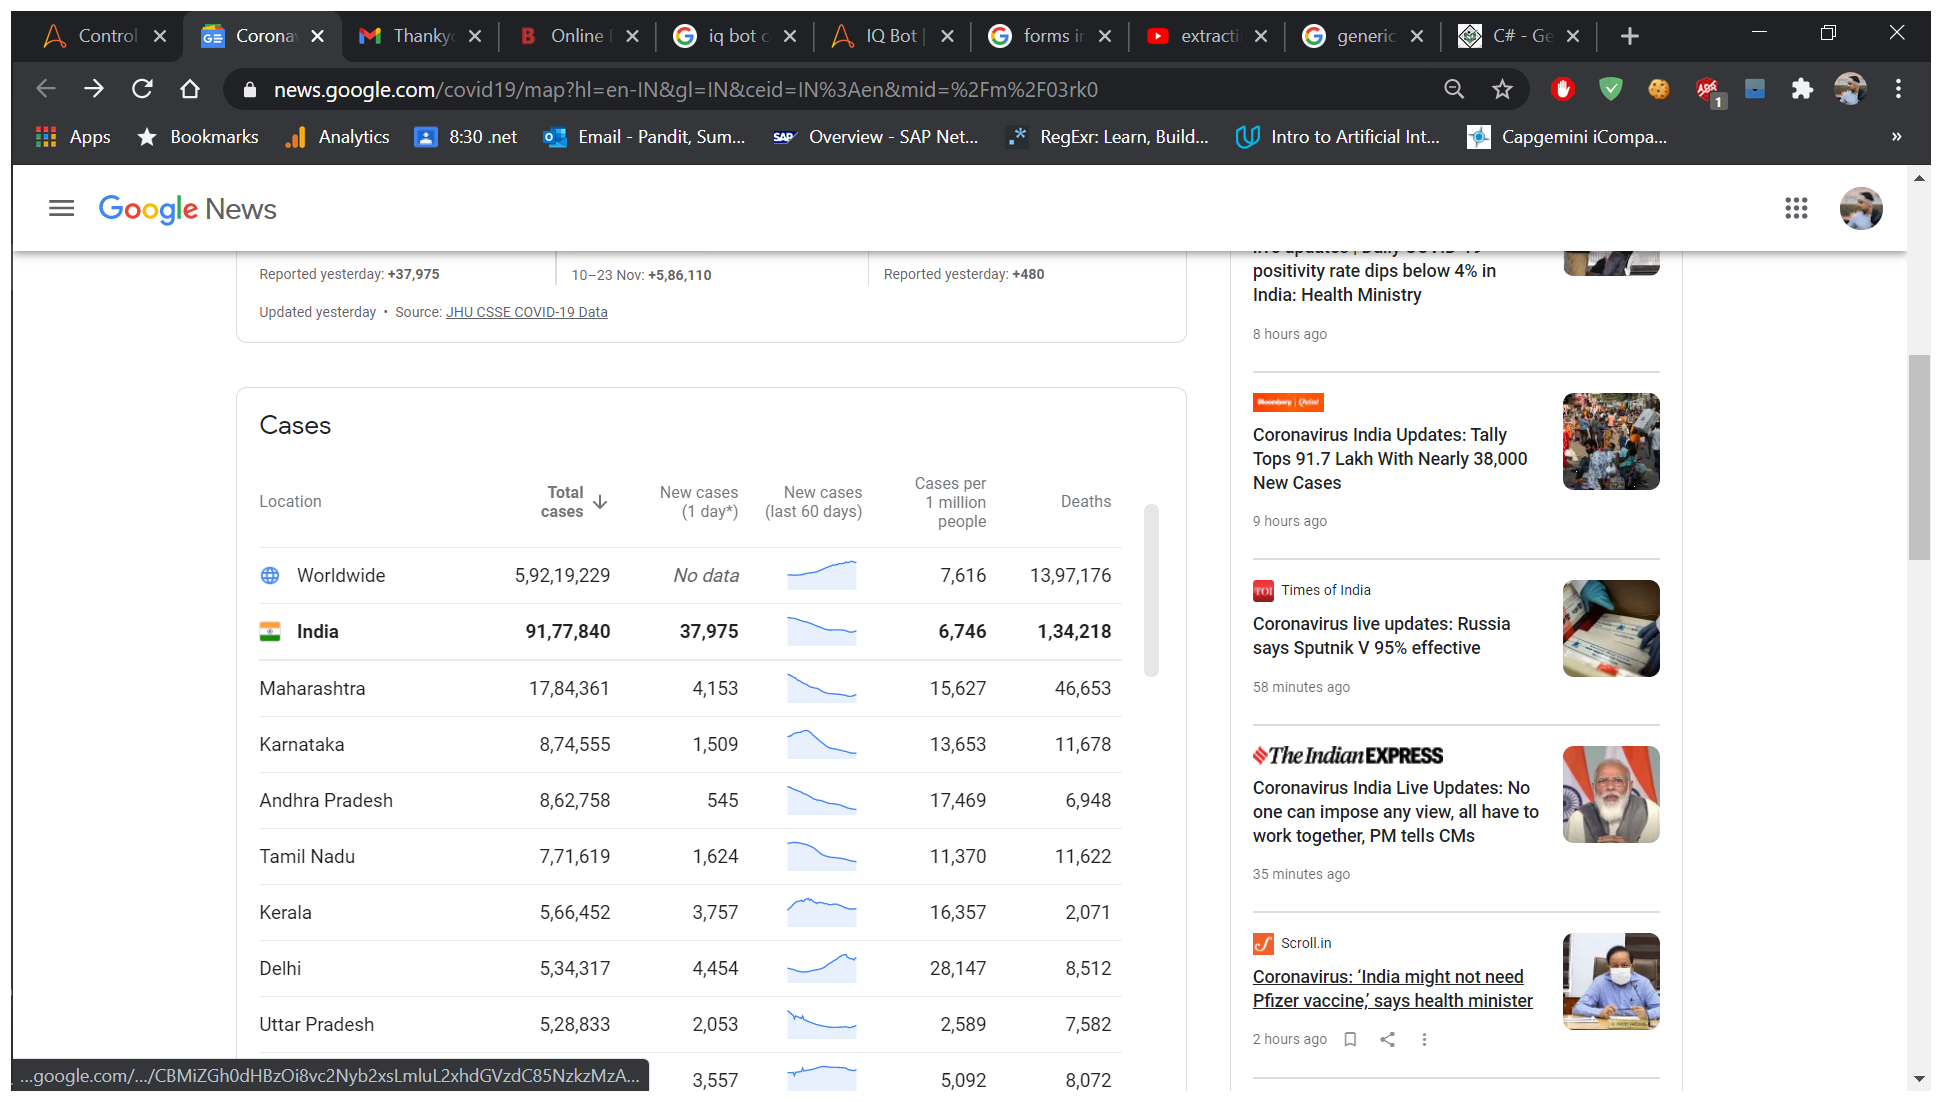 Control
Corona
Thankyo
Online
iq bot c
IQ Bot |
forms in
extracti
generic
C# - Ge
news.google.com/covid19/map?hl=en-IN&gl=IN&ceid=IN%3Aen&mid=%2Fm%2F03rk0
1
Apps
Bookmarks
Analytics
8:30 .net
Email - Pandit, Sum...
Overview - SAP Net...
RegExr: Learn, Build...
Intro to Artificial Int...
Capgemini iCompa...
»
Google News
Reported yesterday: +37,975
10–23 Nov: +5,86,110
Reported yesterday: +480
Updated yesterday • Source: JHU CSSE COVID-19 Data
Cases
Location
Total cases
New cases (1 day*)
New cases (last 60 days)
Cases per 1 million people
Deaths
Worldwide 5,92,19,229 No data 7,616 13,97,176
India 91,77,840 37,975 6,746 1,34,218
Maharashtra 17,84,361 4,153 15,627 46,653
Karnataka 8,74,555 1,509 13,653 11,678
Andhra Pradesh 8,62,758 545 17,469 6,948
Tamil Nadu 7,71,619 1,624 11,370 11,622
Kerala 5,66,452 3,757 16,357 2,071
Delhi 5,34,317 4,454 28,147 8,512
Uttar Pradesh 5,28,833 2,053 2,589 7,582
3,557 5,092 8,072
live updates | Daily COVID-19
positivity rate dips below 4% in
India: Health Ministry
8 hours ago
Bloomberg | Quint
Coronavirus India Updates: Tally
Tops 91.7 Lakh With Nearly 38,000
New Cases
9 hours ago
TOI Times of India
Coronavirus live updates: Russia
says Sputnik V 95% effective
58 minutes ago
The Indian EXPRESS
Coronavirus India Live Updates: No
one can impose any view, all have to
work together, PM tells CMs
35 minutes ago
Scroll.in
Coronavirus: ‘India might not need
Pfizer vaccine,’ says health minister
2 hours ago
...google.com/.../CBMiZGh0dHBzOi8vc2Nyb2xsLmluL2xhdGVzdC85NzkzMzA...